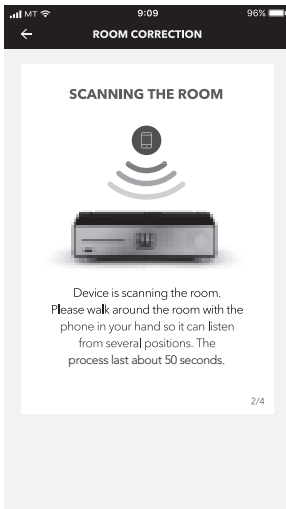 MT 9:09 96%
ROOM CORRECTION
SCANNING THE ROOM
Device is scanning the room.
Please walk around the room with the
phone in your hand so it can listen
from several positions. The
process last about 50 seconds.
2/4